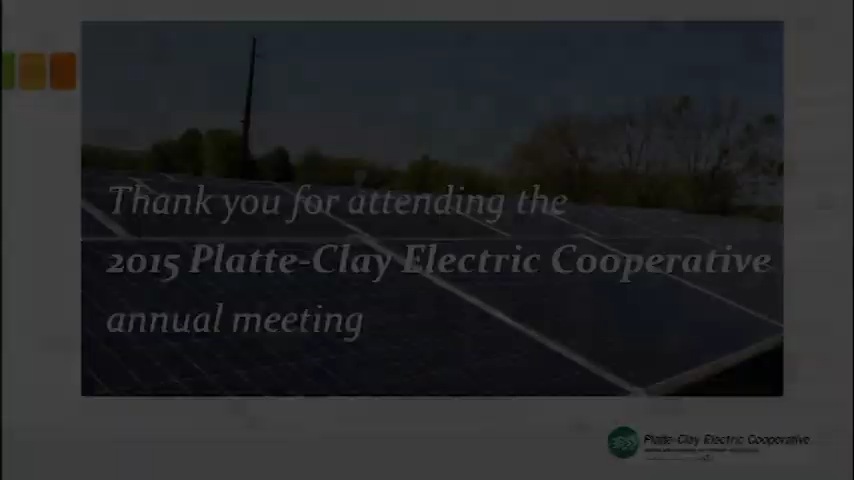 Thank you for attending the
2015 Platte-Clay Electric Cooperative
annual meeting
Platte-Clay Electric Cooperative